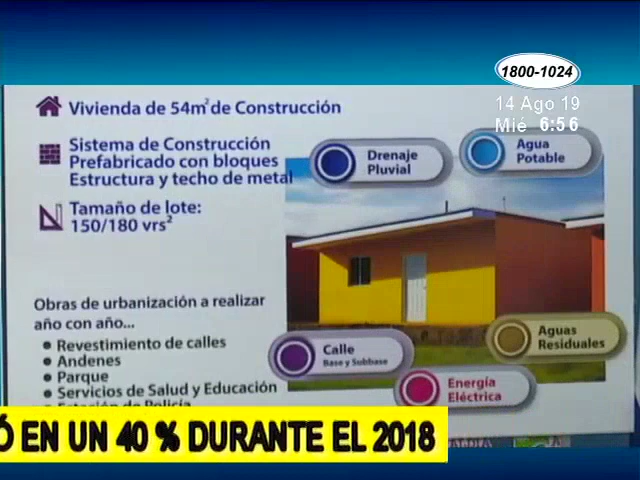 1800-1024
14 Ago 19
Mié 6:56
Vivienda de 54m² de Construcción
Sistema de Construcción
Prefabricado con bloques
Estructura y techo de metal
Tamaño de lote:
150/180 vrs²
Drenaje
Pluvial
Agua
Potable
Obras de urbanización a realizar
año con año...
• Revestimiento de calles
• Andenes
• Parque
• Servicios de Salud y Educación
• Estación de Policía
Calle
Base y Subbase
Aguas
Residuales
Energía
Eléctrica
Ó EN UN 40 % DURANTE EL 2018